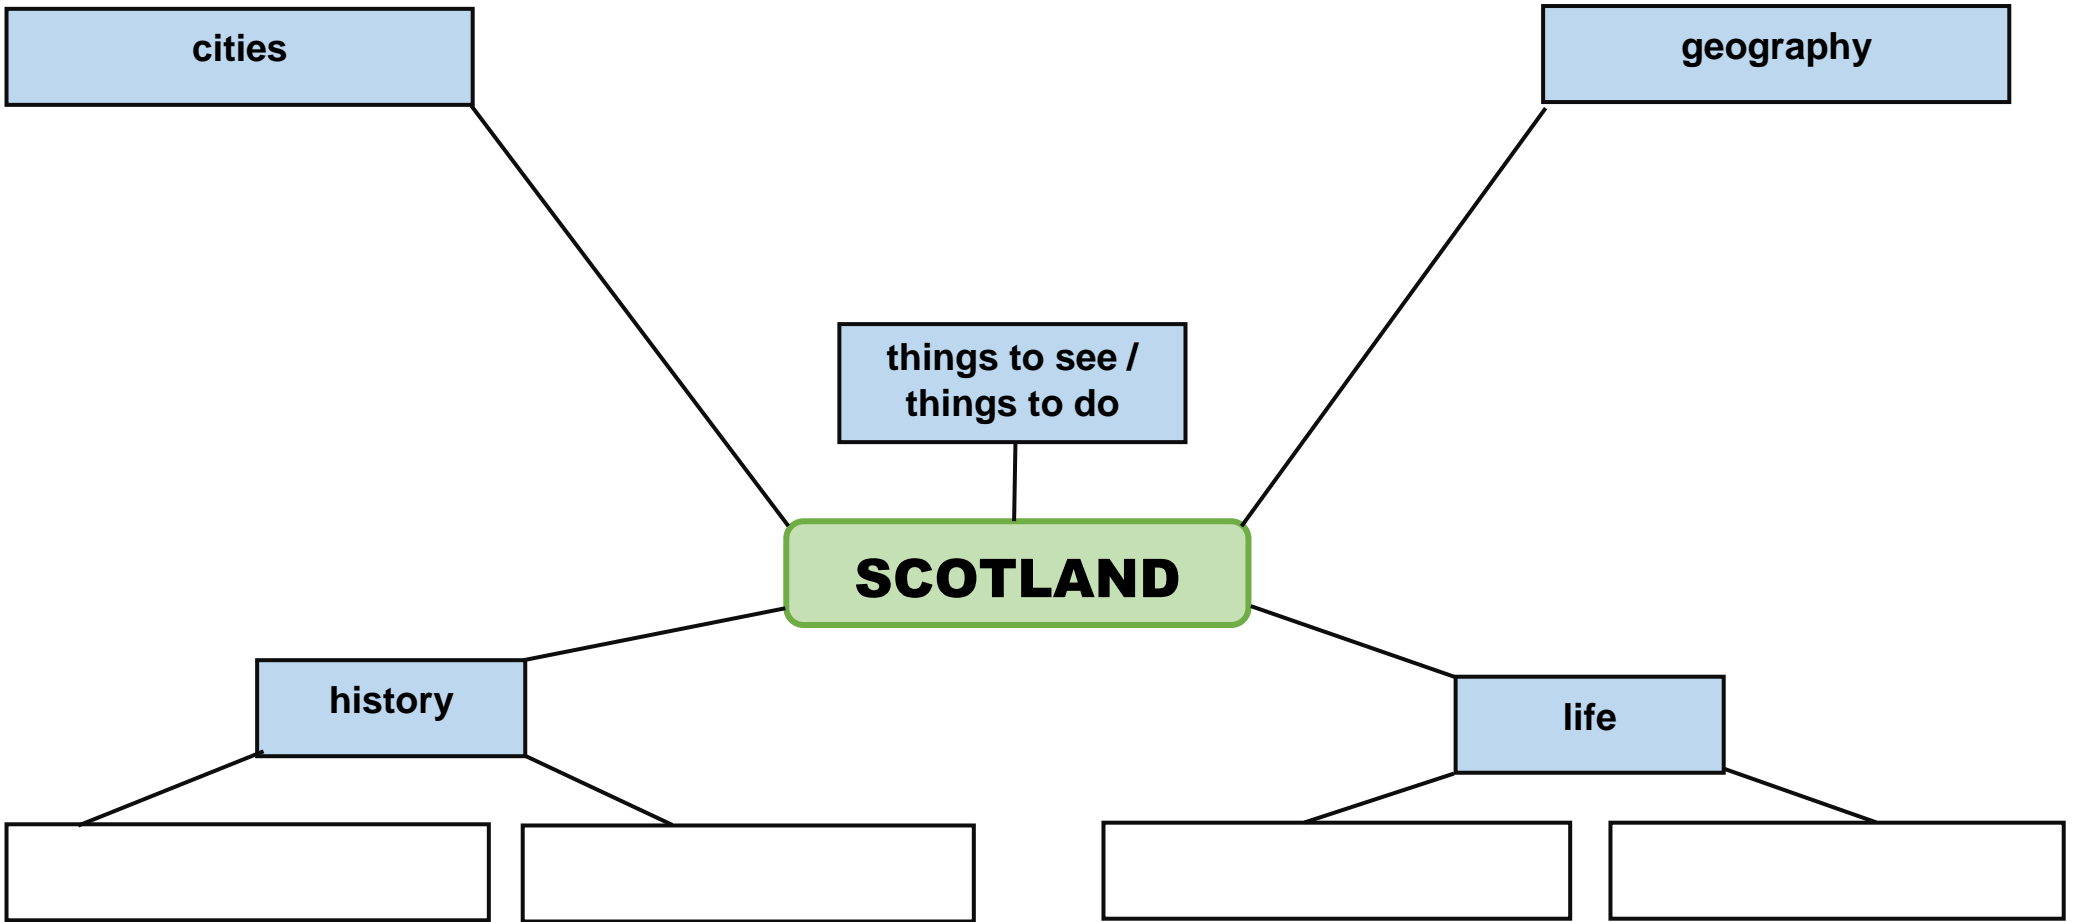 cities
geography
things to see /
things to do
SCOTLAND
history
life